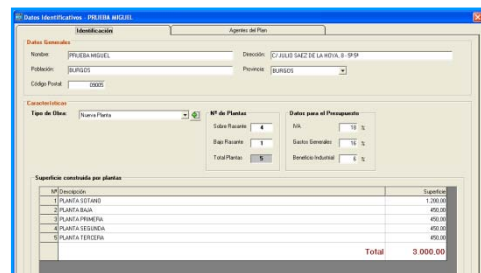 Datos Identificativos - PRUEBA MIGUEL
Identificación Agentes del Plan
Datos Generales
Nombre: PRUEBA MIGUEL Dirección: C/ JULIO SAEZ DE LA HOYA, 8 - 5º 5ª
Población: BURGOS Provincia: BURGOS
Código Postal: 09005
Características
Tipo de Obra: Nueva Planta Nº de Plantas Datos para el Presupuesto
Sobre Rasante 4 IVA
Bajo Rasante 1 Gastos Generales 16 %
Total Plantas 5 Beneficio Industrial 6 %
Superficie construida por plantas
Nº Descripción Superficie
1 PLANTA SOTANO 1.200,00
2 PLANTA BAJA 450,00
3 PLANTA PRIMERA 450,00
4 PLANTA SEGUNDA 450,00
5 PLANTA TERCERA 450,00
Total 3.000,00